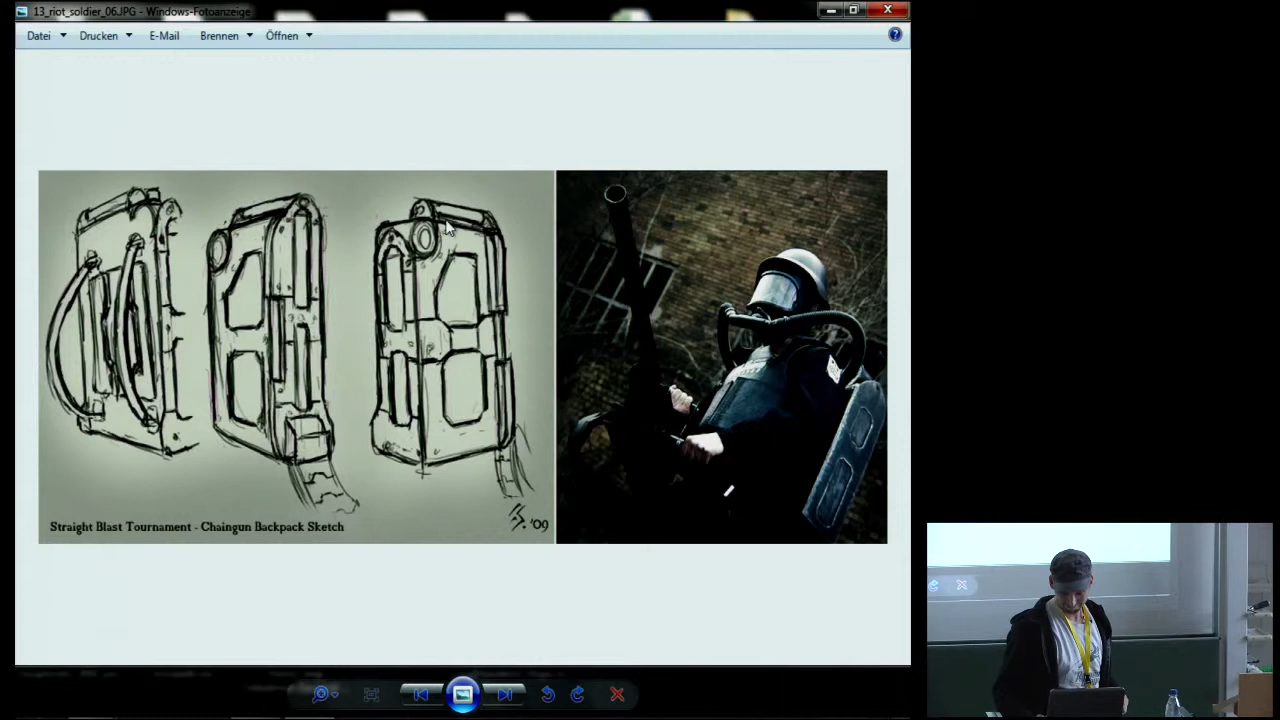 13_riot_soldier_06.JPG - Windows-Fotoanzeige
Datei
Drucken
E-Mail
Brennen
Öffnen
Straight Blast Tournament - Chaingun Backpack Sketch
'09